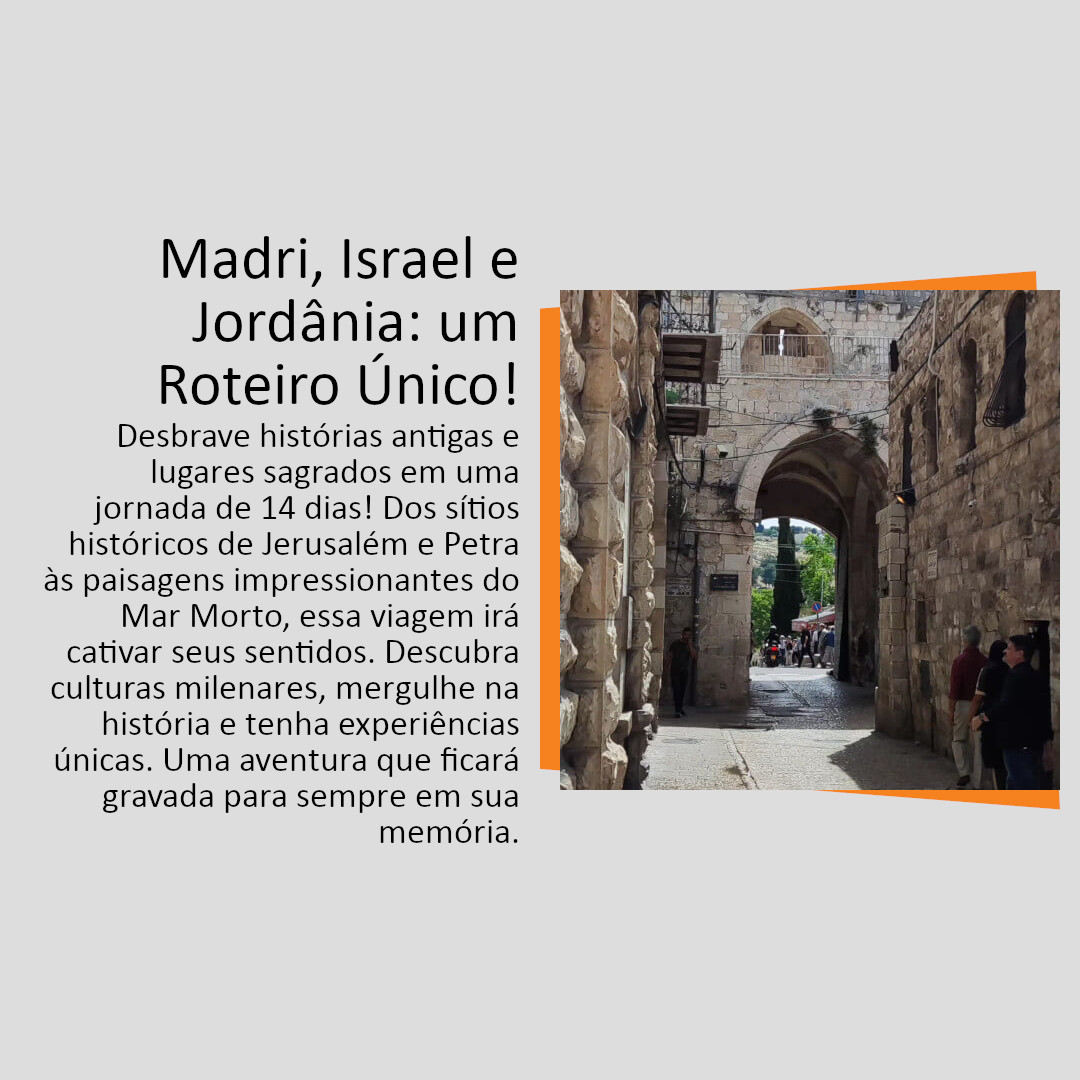 Madri, Israel e
Jordânia: um
Roteiro Único!
Desbrave histórias antigas e
lugares sagrados em uma
jornada de 14 dias! Dos sítios
históricos de Jerusalém e Petra
às paisagens impressionantes do
Mar Morto, essa viagem irá
cativar seus sentidos. Descubra
culturas milenares, mergulhe na
história e tenha experiências
únicas. Uma aventura que ficará
gravada para sempre em sua
memória.